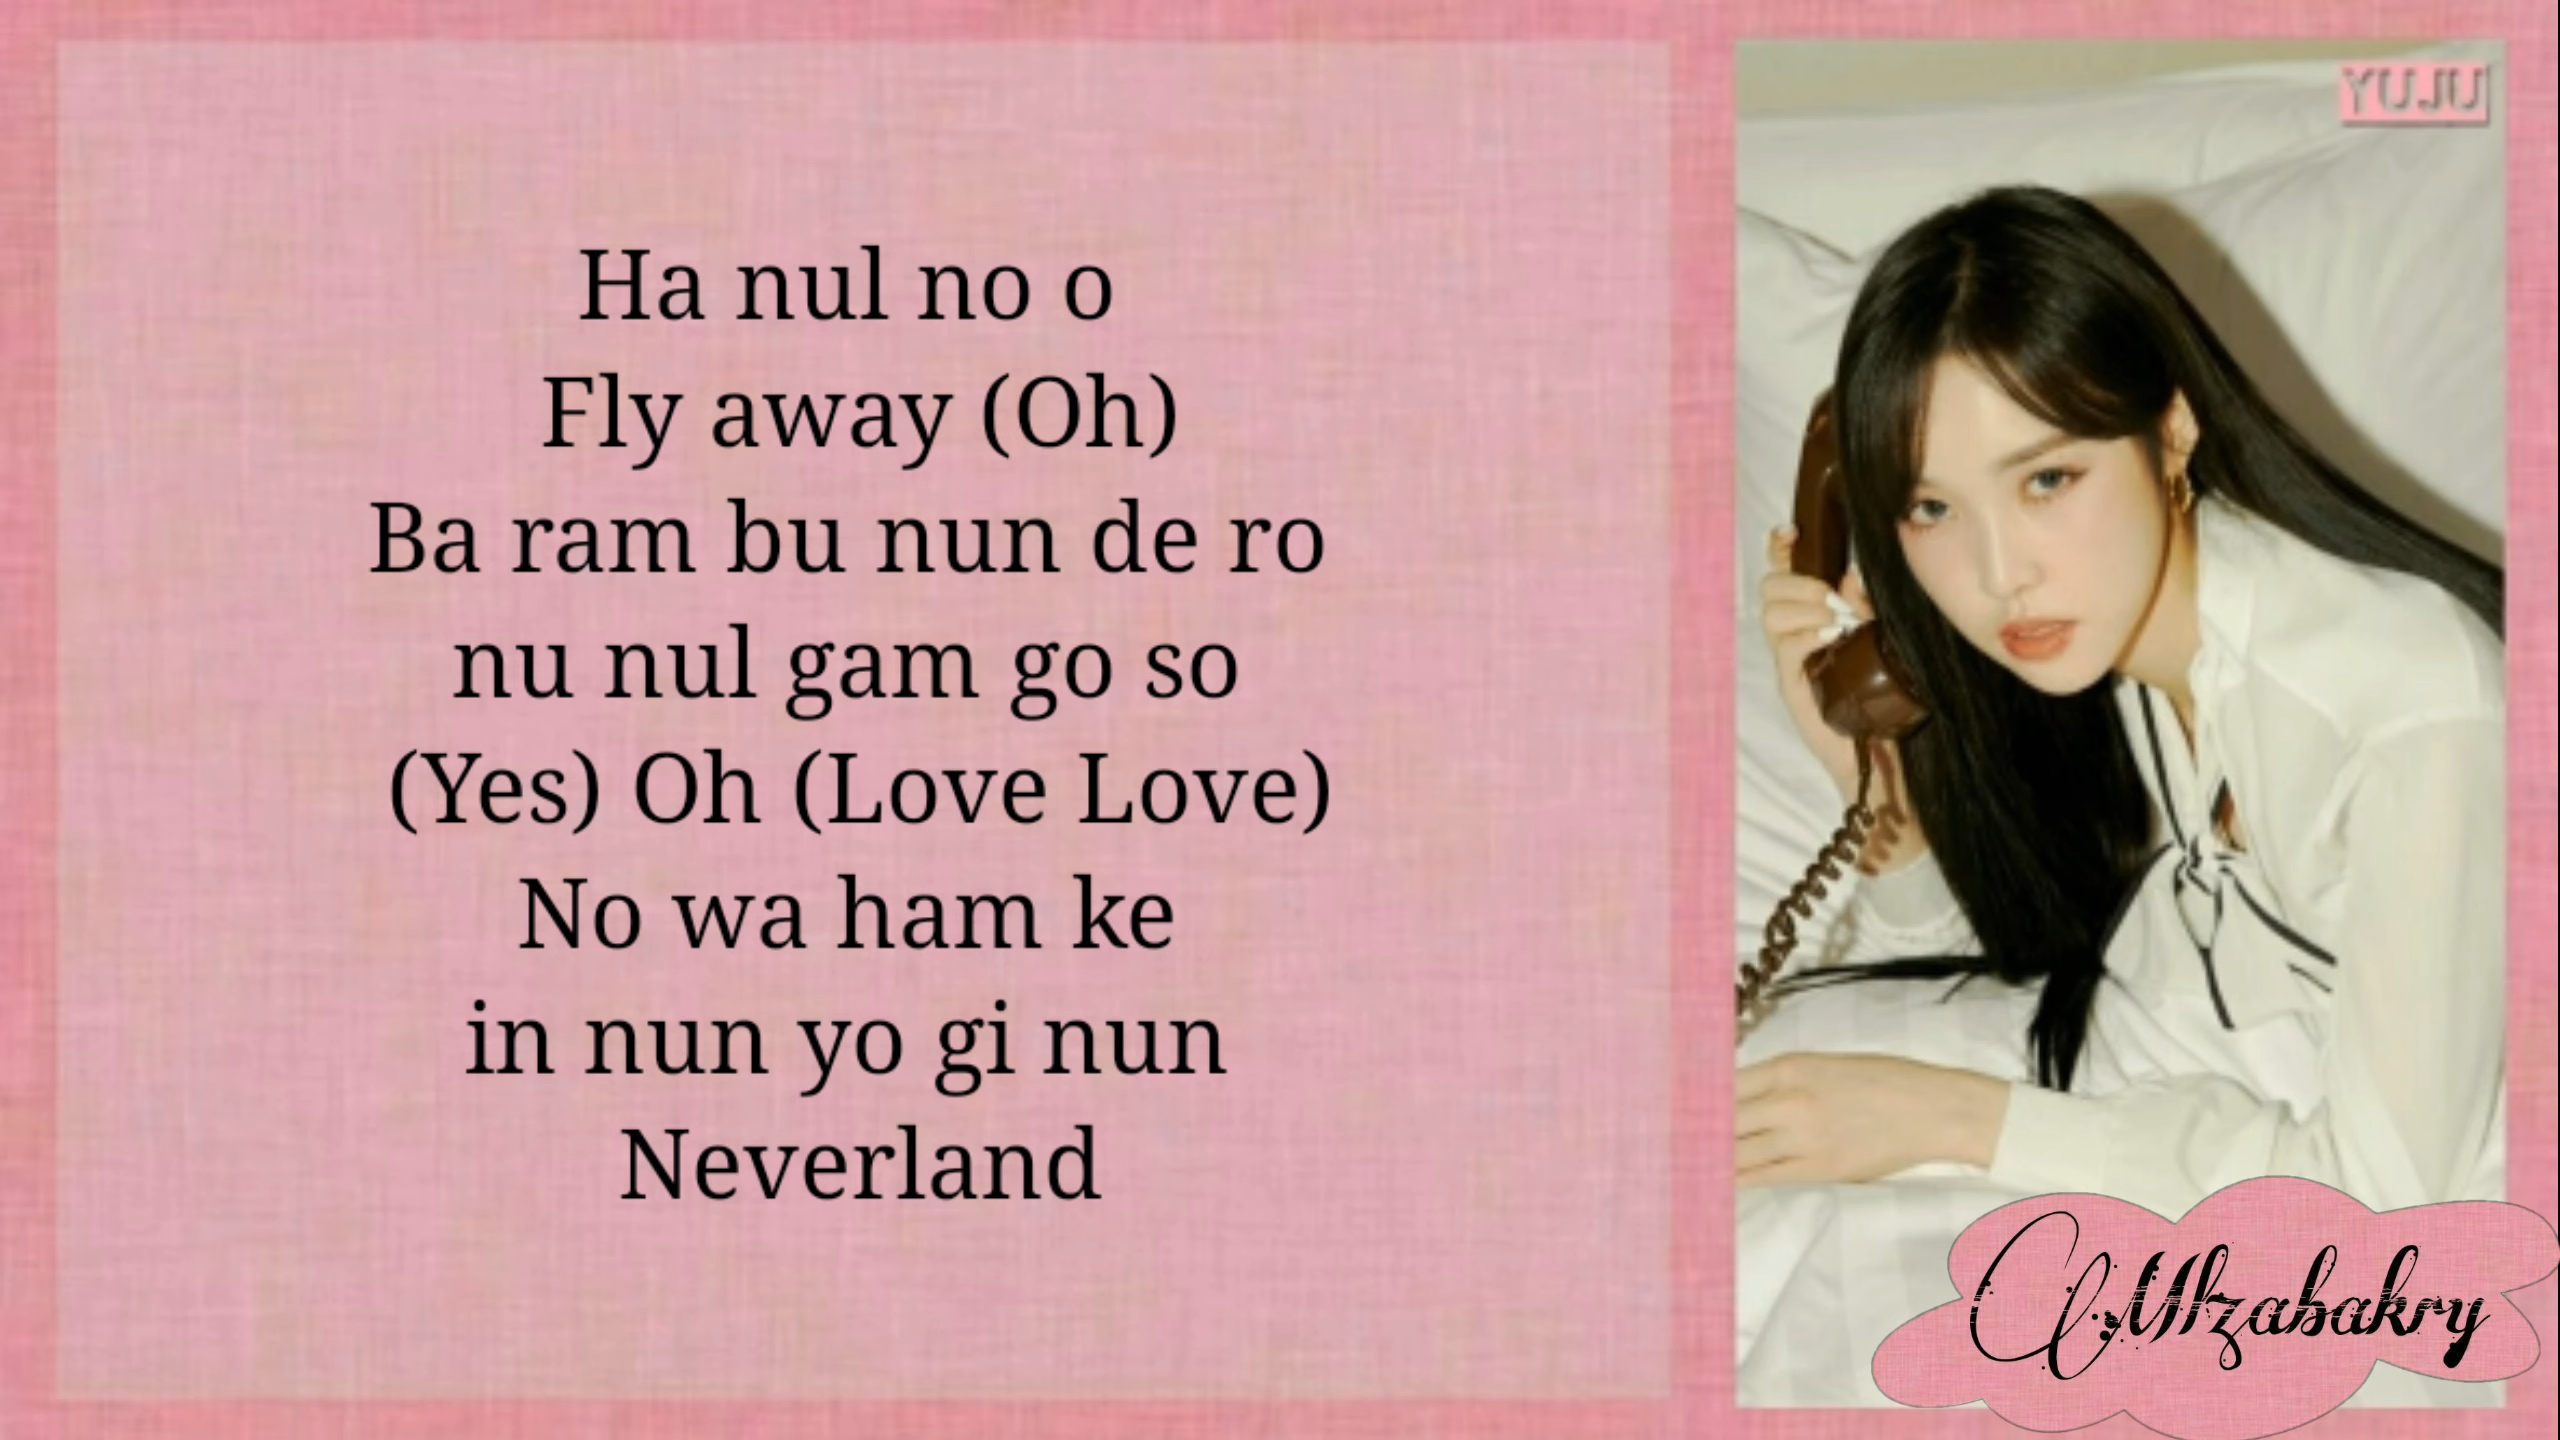 Ha nul no o
Fly away (Oh)
Ba ram bu nun de ro
nu nul gam go so
(Yes) Oh (Love Love)
No wa ham ke
in nun yo gi nun
Neverland
YUJU
Mlzabakry